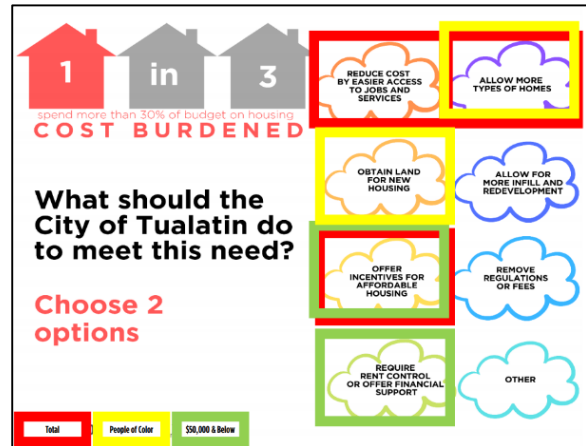 1 in 3
spend more than 30% of budget on housing
COST BURDENED
What should the
City of Tualatin do
to meet this need?
Choose 2
options
REDUCE COST
BY EASIER ACCESS
TO JOBS AND
SERVICES
ALLOW MORE
TYPES OF HOMES
OBTAIN LAND
FOR NEW
HOUSING
ALLOW FOR
MORE INFILL AND
REDEVELOPMENT
OFFER
INCENTIVES FOR
AFFORDABLE
HOUSING
REMOVE
REGULATIONS
OR FEES
REQUIRE
RENT CONTROL
OR OFFER FINANCIAL
SUPPORT
OTHER
Total
People of Color
$50,000 & Below